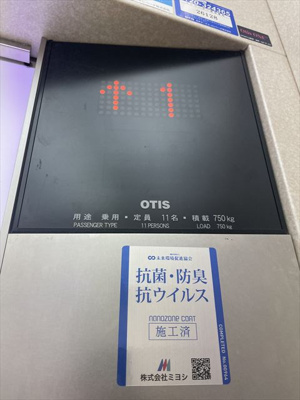 1
OTIS
用途 乗用・定員 11名・積載 750kg
PASSENGER TYPE 11 PERSONS LOAD 750 kg
抗菌・防臭
抗ウイルス
nanozone COAT
施工済
株式会社ミヨシ